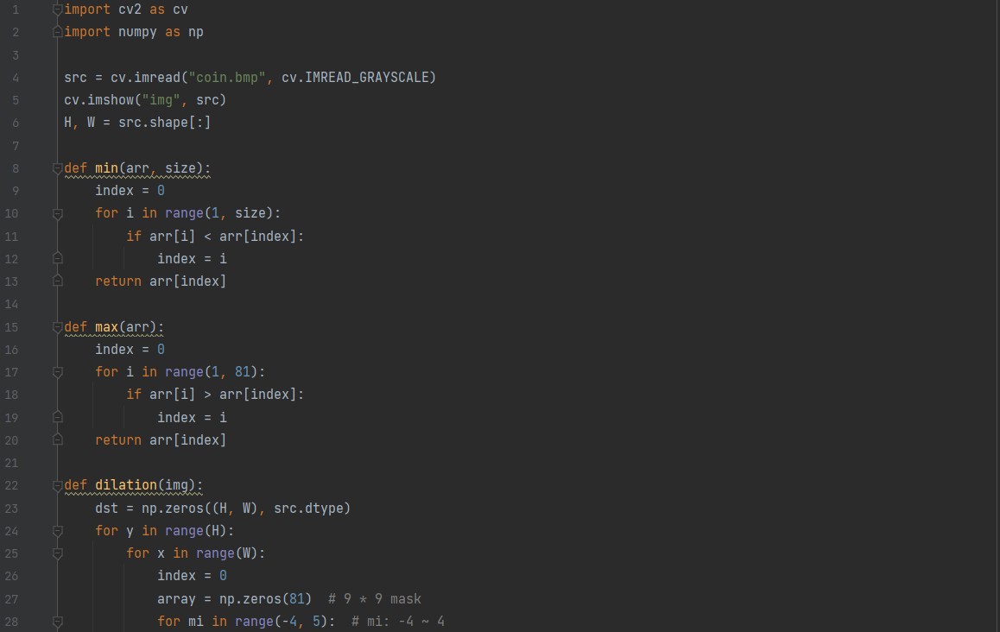 1 import cv2 as cv
2 import numpy as np
3
4 src = cv.imread("coin.bmp", cv.IMREAD_GRAYSCALE)
5 cv.imshow("img", src)
6 H, W = src.shape[:]
7
8 def min(arr, size):
9     index = 0
10     for i in range(1, size):
11         if arr[i] < arr[index]:
12             index = i
13     return arr[index]
14
15 def max(arr):
16     index = 0
17     for i in range(1, 81):
18         if arr[i] > arr[index]:
19             index = i
20     return arr[index]
21
22 def dilation(img):
23     dst = np.zeros((H, W), src.dtype)
24     for y in range(H):
25         for x in range(W):
26             index = 0
27             array = np.zeros(81)  # 9 * 9 mask
28             for mi in range(-4, 5):  # mi: -4 ~ 4